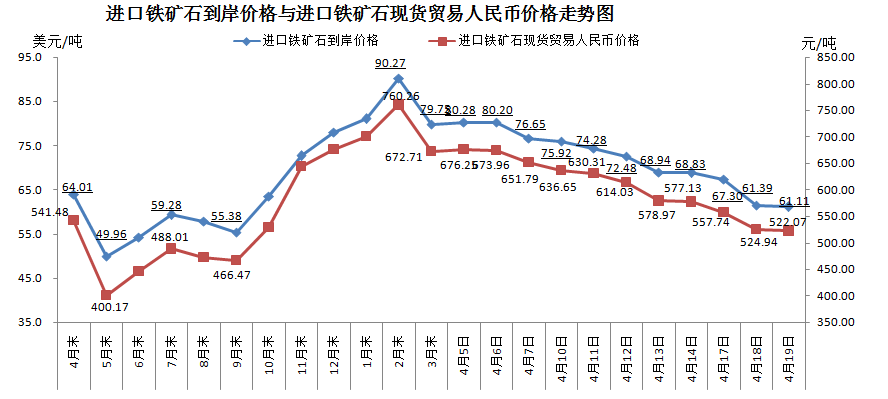 进口铁矿石到岸价格与进口铁矿石现货贸易人民币价格走势图
美元/吨
进口铁矿石到岸价格
进口铁矿石现货贸易人民币价格
元/吨
95.0
85.0
75.0
65.0
55.0
45.0
35.0
850.00
800.00
750.00
700.00
650.00
600.00
550.00
500.00
450.00
400.00
350.00
64.01
49.96
59.28
55.38
90.27
79.75
80.28
80.20
76.65
75.92
74.28
72.48
68.94
68.83
67.30
61.39
61.11
541.48
400.17
488.01
466.47
760.26
672.71
676.25
673.96
651.79
636.65
630.31
614.03
578.97
577.13
557.74
524.94
522.07
4月末
5月末
6月末
7月末
8月末
9月末
10月末
11月末
12月末
1月末
2月末
3月末
4月5日
4月6日
4月7日
4月10日
4月11日
4月12日
4月13日
4月14日
4月17日
4月18日
4月19日